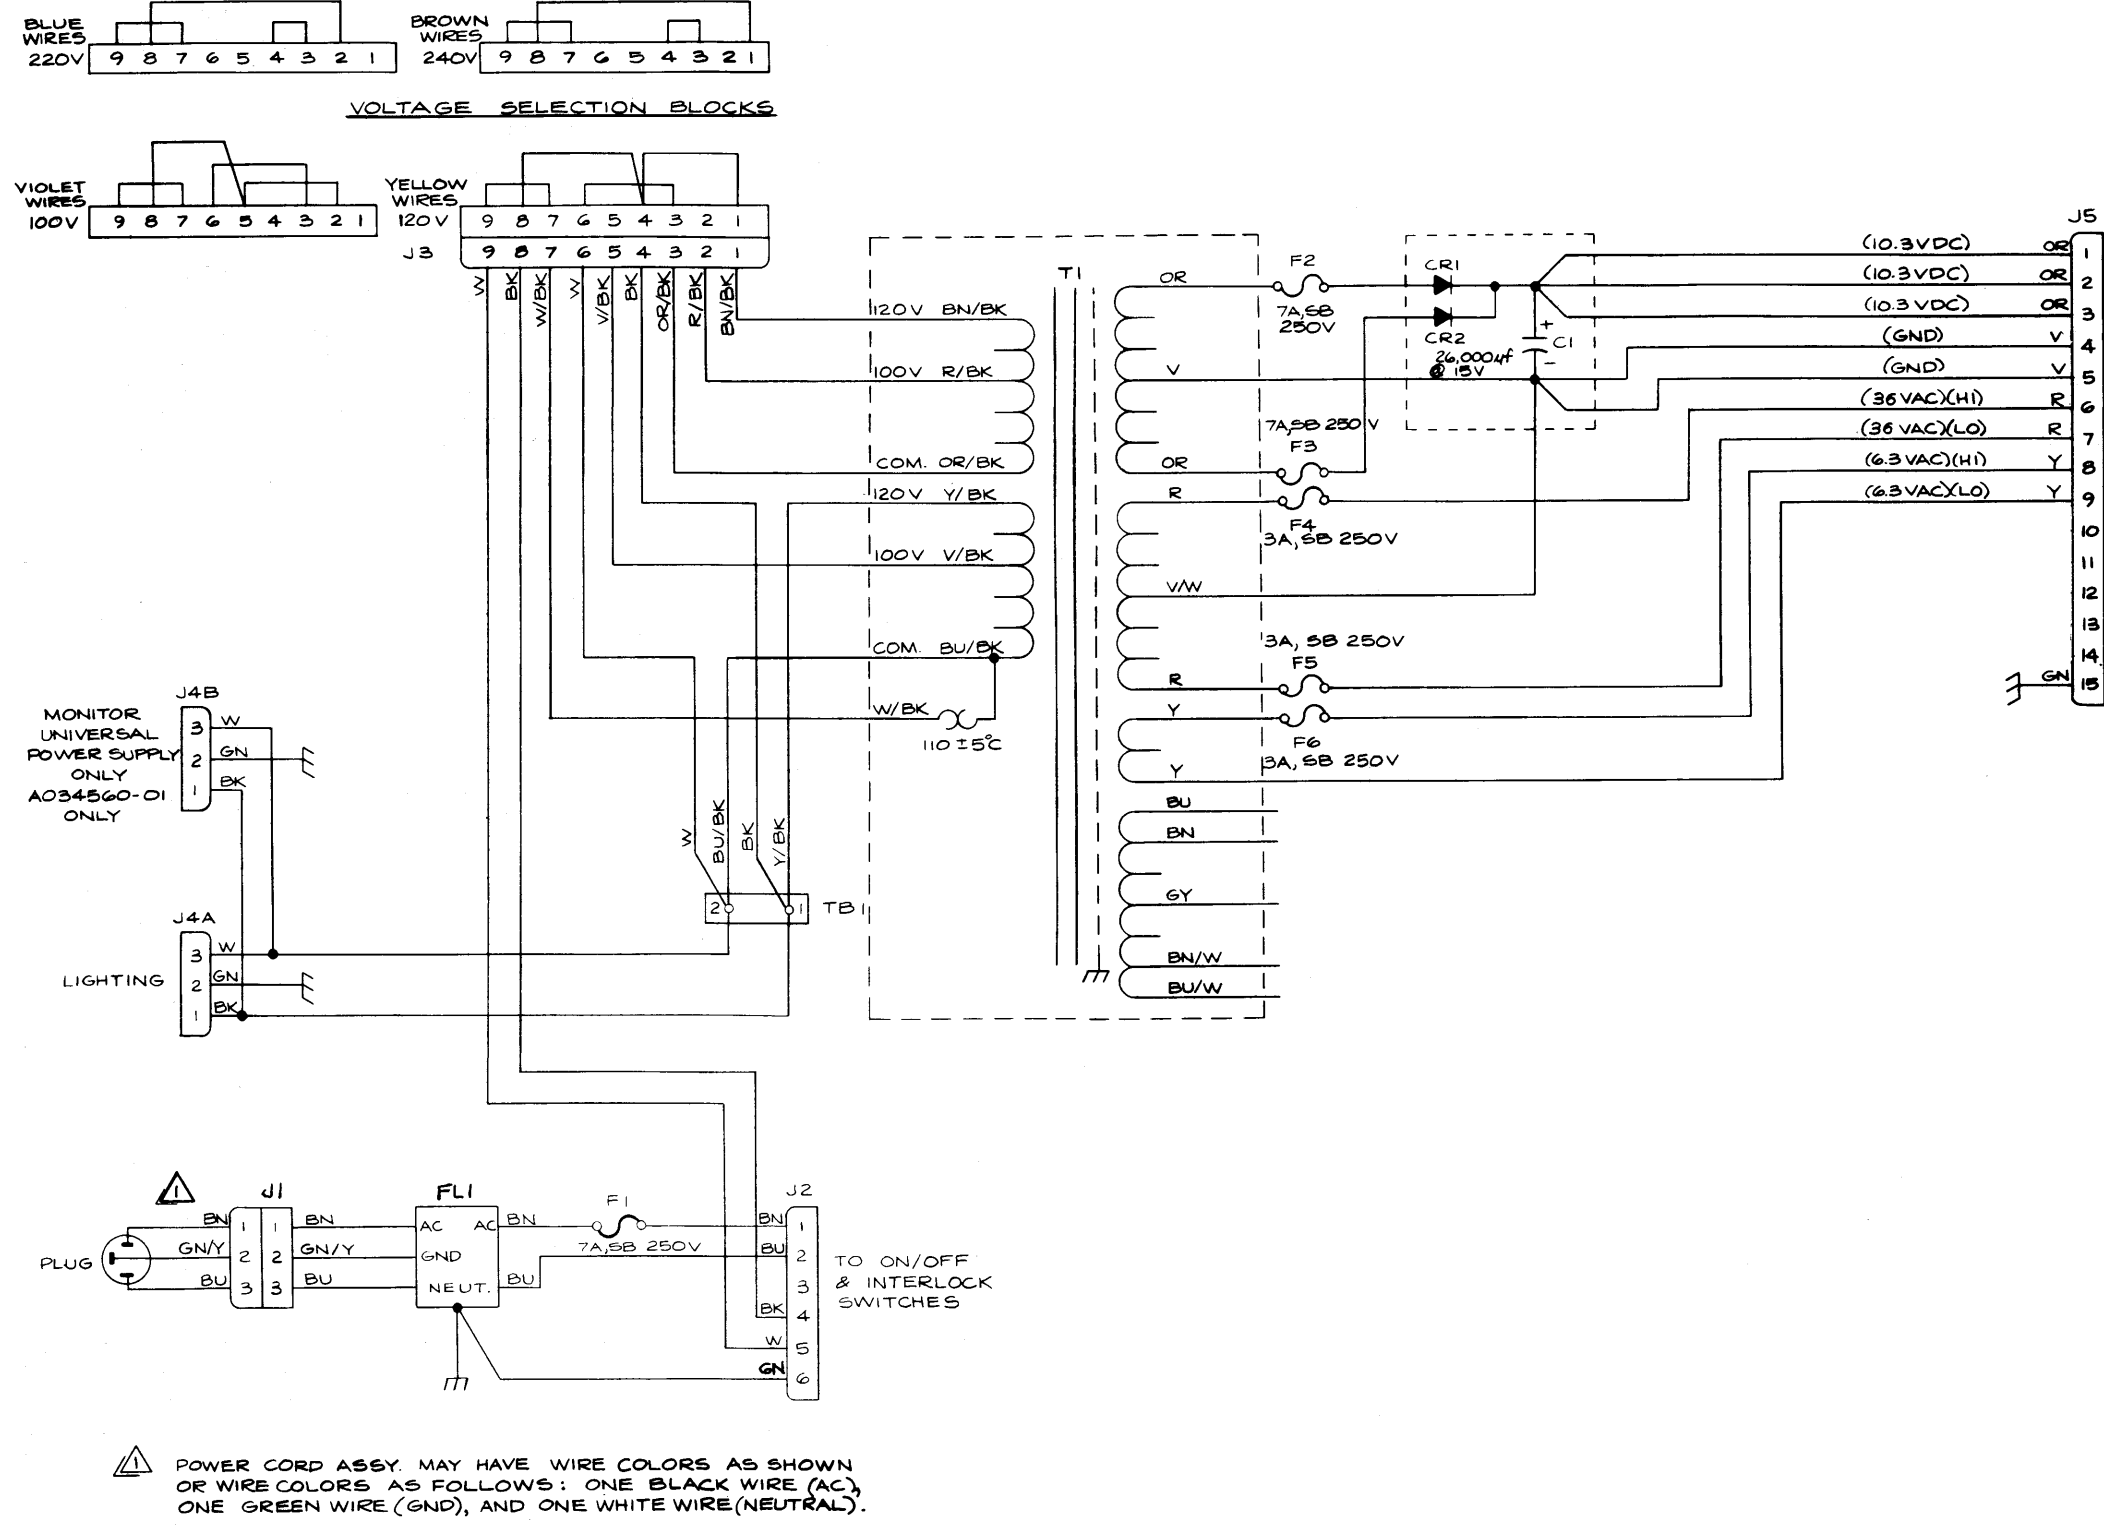 BLUE
WIRES
220V
9 8 7 6 5 4 3 2 1
BROWN
WIRES
240V
9 8 7 6 5 4 3 2 1
VOLTAGE SELECTION BLOCKS
VIOLET
WIRES
100V
9 8 7 6 5 4 3 2 1
YELLOW
WIRES
120V
9 8 7 6 5 4 3 2 1
J3
9 8 7 6 5 4 3 2 1
W
BK
W/BK
W
V/BK
BK
OR/BK
R/BK
BN/BK
120V BN/BK
100V R/BK
COM. OR/BK
120V Y/BK
100V V/BK
COM. BU/BK
W/BK
110 ±5°C
T1
OR
V
OR
R
V/W
R
Y
Y
BU
BN
GY
BN/W
BU/W
F2
7A,SB
250V
7A,SB 250V
F3
F4
3A,SB 250V
3A, SB 250V
F5
F6
3A, SB 250V
CR1
CR2
26,000µf
@ 15V
+
C1
−
J5
(10.3VDC) OR 1
(10.3VDC) OR 2
(10.3VDC) OR 3
(GND) V 4
(GND) V 5
(36VAC)(HI) R 6
(36 VAC)(LO) R 7
(6.3 VAC)(HI) Y 8
(6.3 VAC)(LO) Y 9
10
11
12
13
14
GN 15
J4B
MONITOR
UNIVERSAL
POWER SUPPLY
ONLY
A034560-01
ONLY
3 W
2 GN
1 BK
W
BU/BK
BK
Y/BK
2 1 TB1
J4A
LIGHTING
3 W
2 GN
1 BK
1
J1
FL1
F1
7A,SB 250V
J2
PLUG
BN 1 1 BN AC AC BN BN 1
GN/Y 2 2 GN/Y GND BU 2
BU 3 3 BU NEUT. BU 3
BK 4
W 5
GN 6
TO ON/OFF
& INTERLOCK
SWITCHES
1 POWER CORD ASSY. MAY HAVE WIRE COLORS AS SHOWN
OR WIRE COLORS AS FOLLOWS: ONE BLACK WIRE (AC),
ONE GREEN WIRE (GND), AND ONE WHITE WIRE (NEUTRAL).